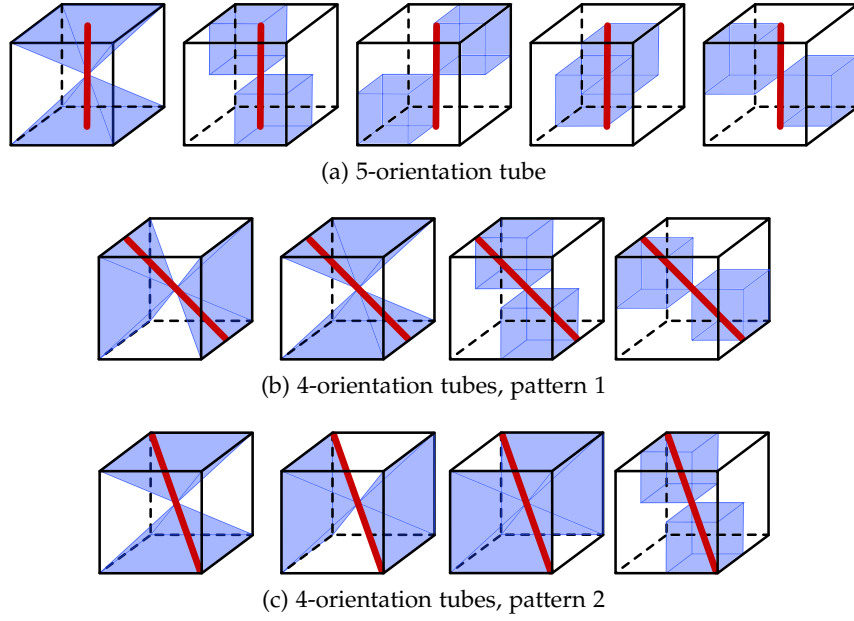 (a) 5-orientation tube
(b) 4-orientation tubes, pattern 1
(c) 4-orientation tubes, pattern 2